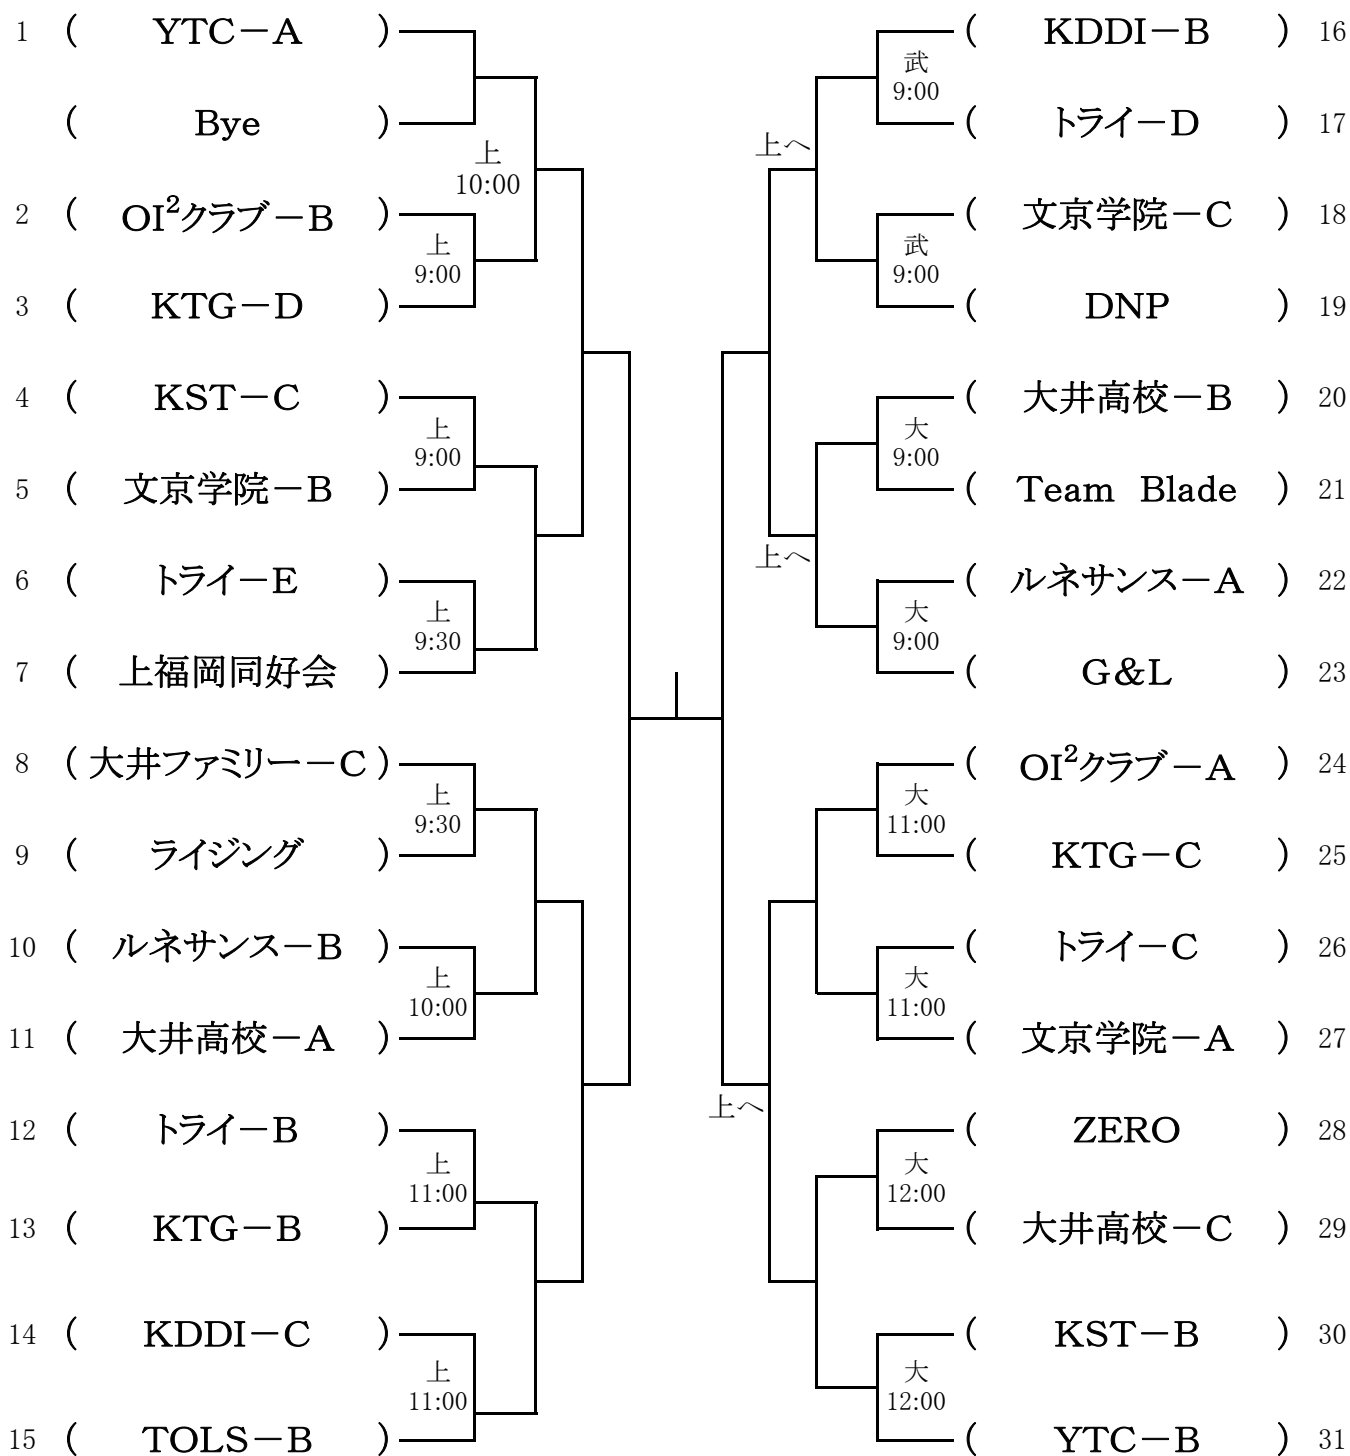 1 ( YTC－A )
( Bye )
上
10:00
2 ( OI²クラブ－B )
上
9:00
3 ( KTG－D )
4 ( KST－C )
上
9:00
5 ( 文京学院－B )
6 ( トライ－E )
上
9:30
7 ( 上福岡同好会 )
8 ( 大井ファミリー－C )
上
9:30
9 ( ライジング )
10 ( ルネサンス－B )
上
10:00
11 ( 大井高校－A )
12 ( トライ－B )
上
11:00
13 ( KTG－B )
14 ( KDDI－C )
上
11:00
15 ( TOLS－B )
( KDDI－B ) 16
武
9:00
( トライ－D ) 17
上へ
( 文京学院－C ) 18
武
9:00
( DNP ) 19
( 大井高校－B ) 20
大
9:00
( Team Blade ) 21
上へ
( ルネサンス－A ) 22
大
9:00
( G&L ) 23
( OI²クラブ－A ) 24
大
11:00
( KTG－C ) 25
( トライ－C ) 26
大
11:00
( 文京学院－A ) 27
上へ
( ZERO ) 28
大
12:00
( 大井高校－C ) 29
( KST－B ) 30
大
12:00
( YTC－B ) 31